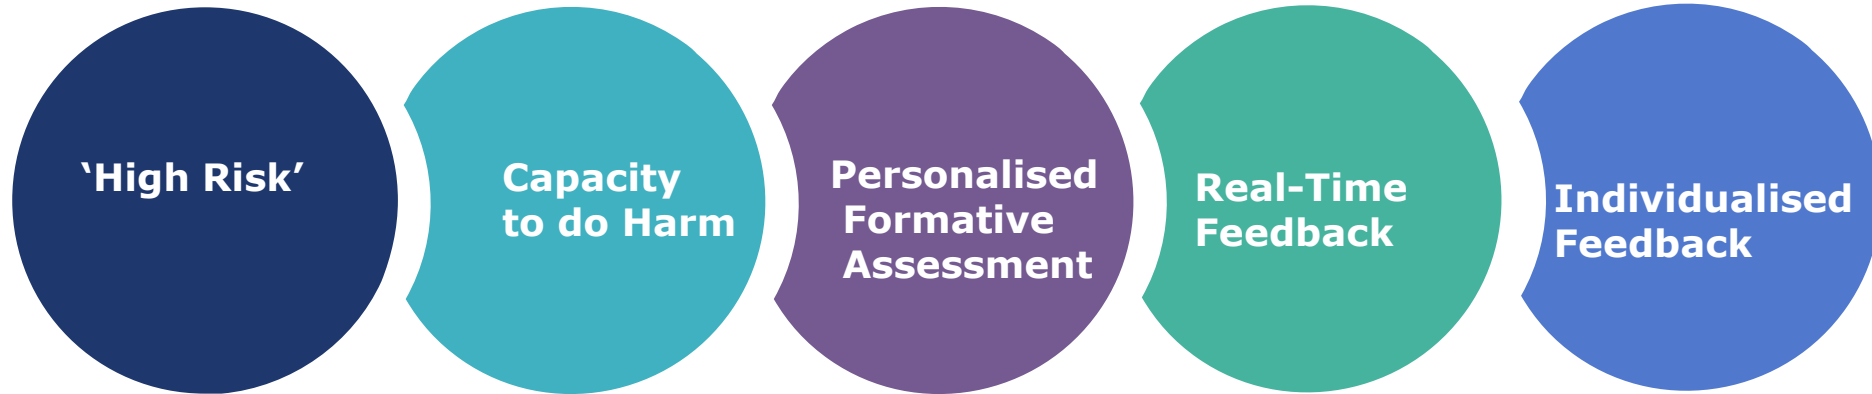 ‘High Risk’
Capacity
to do Harm
Personalised
Formative
Assessment
Real-Time
Feedback
Individualised
Feedback